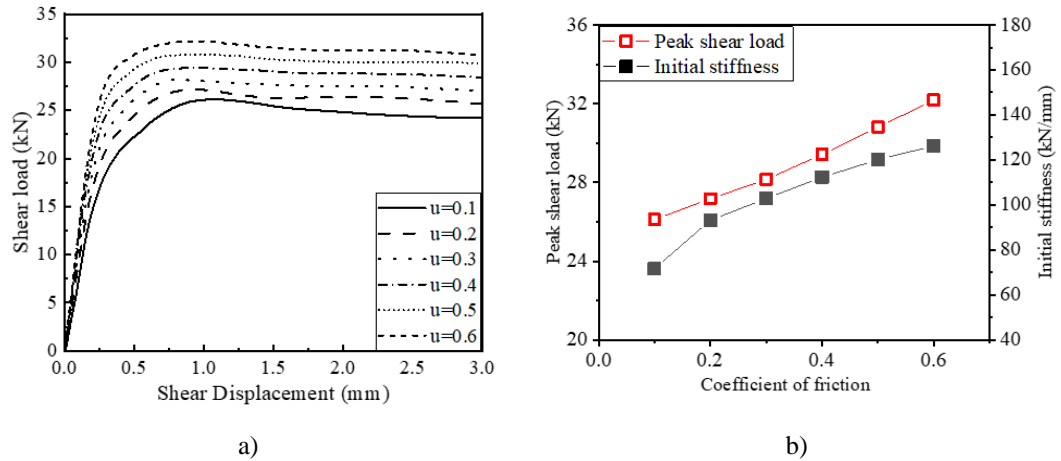 35
30
25
20
15
10
5
0
Shear load (kN)
u=0.1
u=0.2
u=0.3
u=0.4
u=0.5
u=0.6
0.0 0.5 1.0 1.5 2.0 2.5 3.0
Shear Displacement (mm)
a)
36
32
28
24
20
Peak shear load (kN)
Peak shear load
Initial stiffness
180
160
140
120
100
80
60
40
Initial stiffness (kN/mm)
0.0 0.2 0.4 0.6
Coefficient of friction
b)